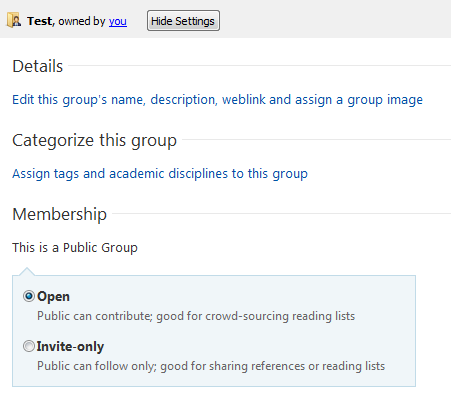 Test, owned by you Hide Settings
Details
Edit this group's name, description, weblink and assign a group image
Categorize this group
Assign tags and academic disciplines to this group
Membership
This is a Public Group
Open
Public can contribute; good for crowd-sourcing reading lists
Invite-only
Public can follow only; good for sharing references or reading lists